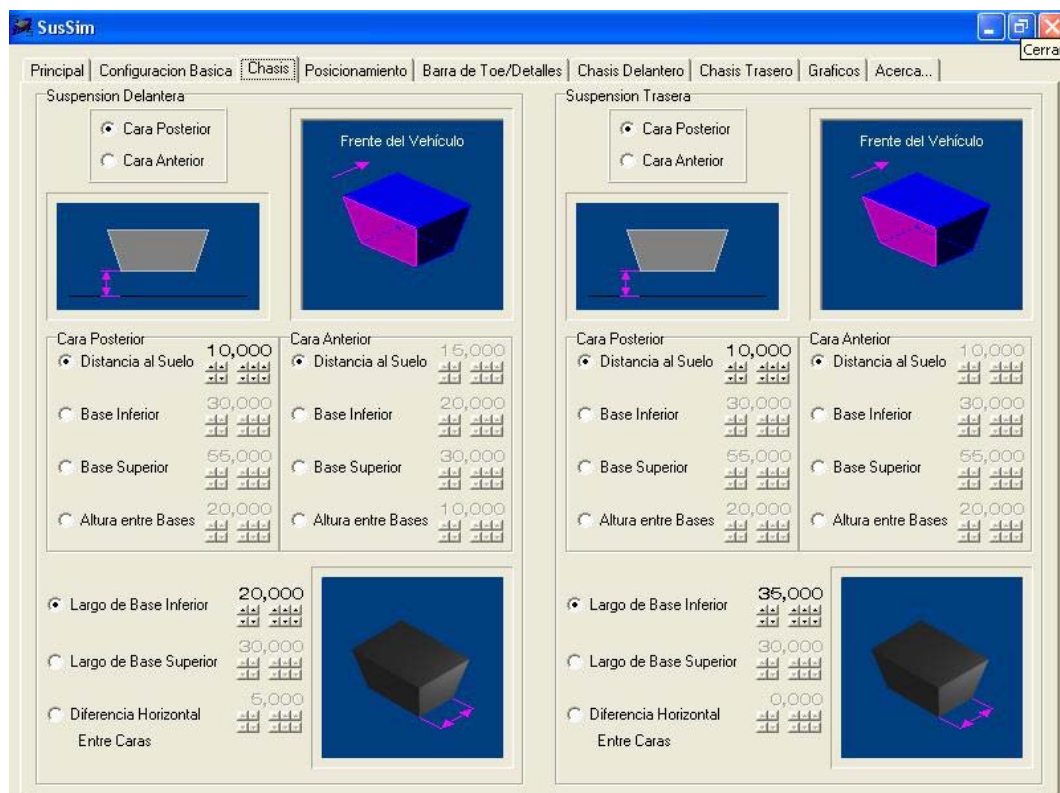 SusSim
Cerra
Principal Configuracion Basica Chasis Posicionamiento Barra de Toe/Detalles Chasis Delantero Chasis Trasero Graficos Acerca...
Suspension Delantera
Cara Posterior
Cara Anterior
Frente del Vehículo
Cara Posterior
Distancia al Suelo 10,000
Base Inferior 30,000
Base Superior 55,000
Altura entre Bases 20,000
Cara Anterior
Distancia al Suelo 15,000
Base Inferior 20,000
Base Superior 30,000
Altura entre Bases 10,000
Largo de Base Inferior 20,000
Largo de Base Superior 30,000
Diferencia Horizontal 5,000
Entre Caras
Suspension Trasera
Cara Posterior
Cara Anterior
Frente del Vehículo
Cara Posterior
Distancia al Suelo 10,000
Base Inferior 30,000
Base Superior 55,000
Altura entre Bases 20,000
Cara Anterior
Distancia al Suelo 10,000
Base Inferior 30,000
Base Superior 55,000
Altura entre Bases 20,000
Largo de Base Inferior 35,000
Largo de Base Superior 30,000
Diferencia Horizontal 0,000
Entre Caras